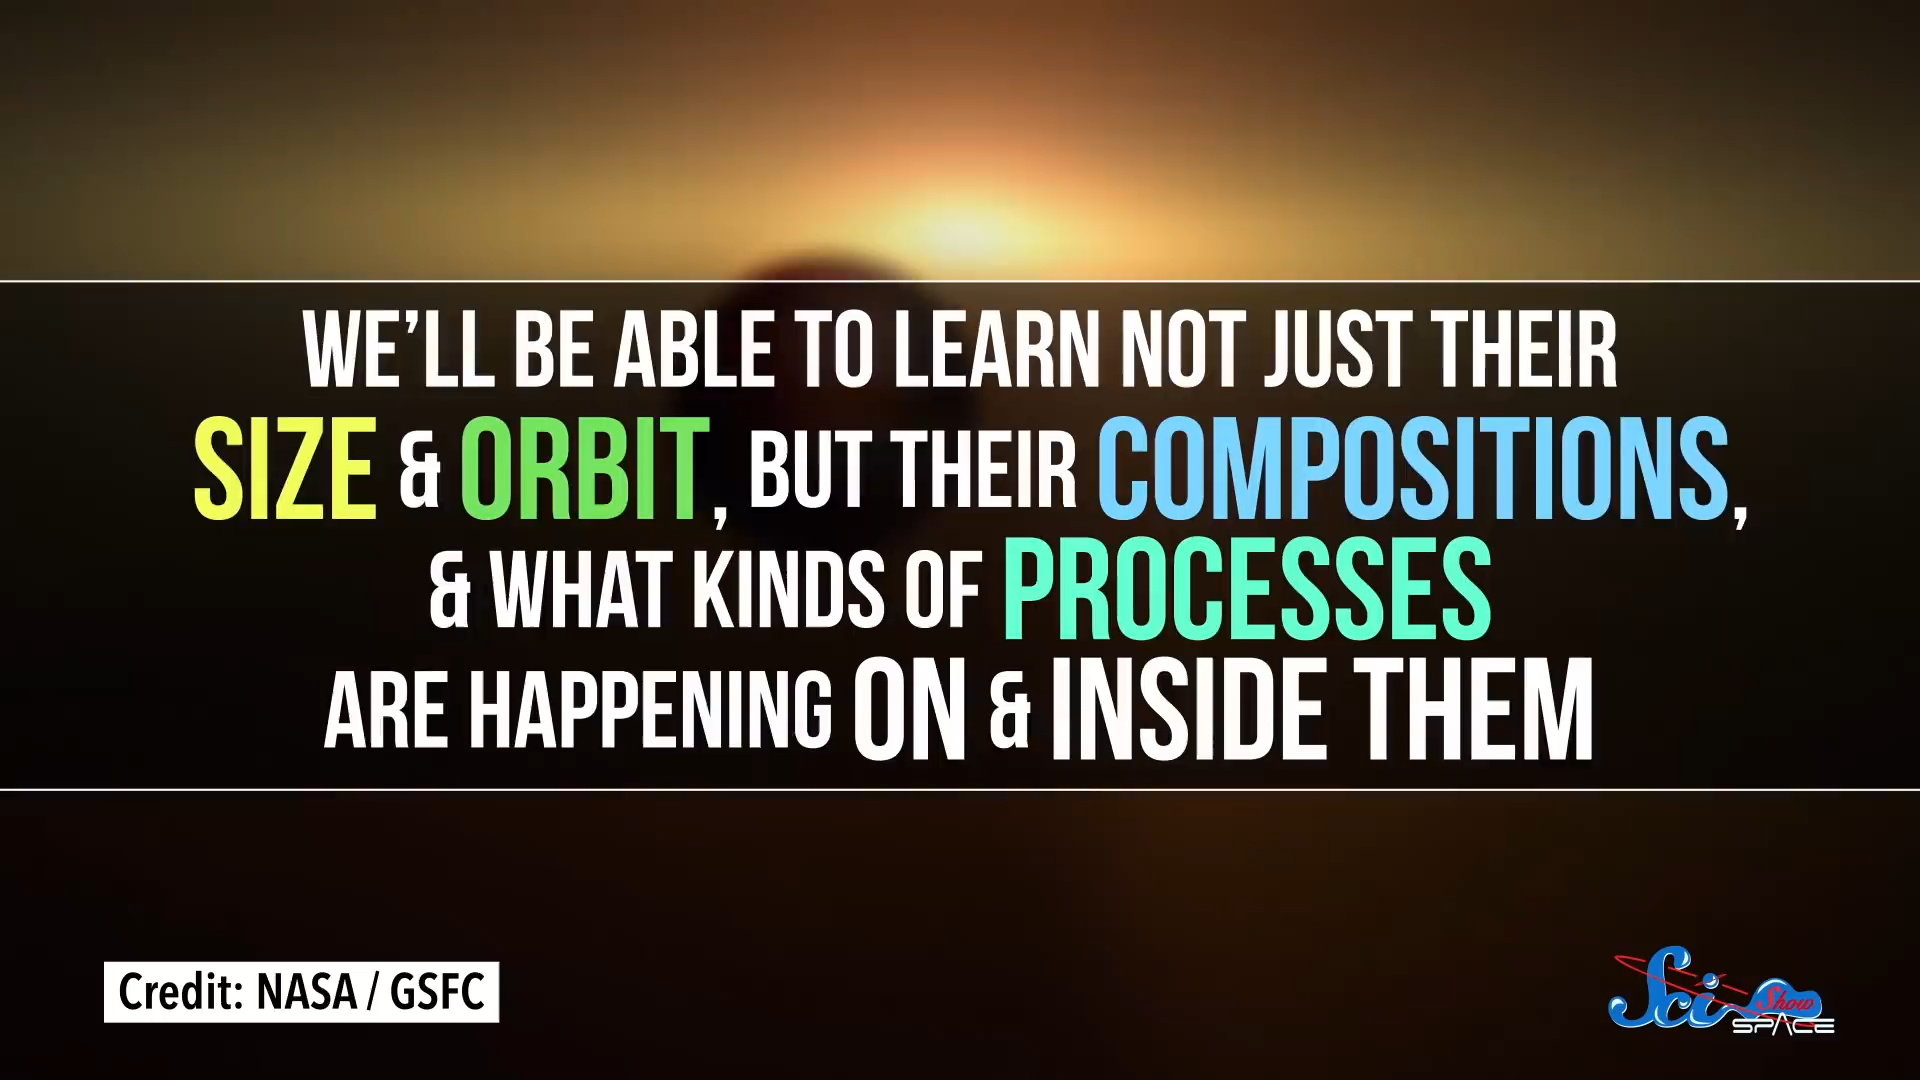 WE'LL BE ABLE TO LEARN NOT JUST THEIR
SIZE & ORBIT, BUT THEIR COMPOSITIONS,
& WHAT KINDS OF PROCESSES
ARE HAPPENING ON & INSIDE THEM
Credit: NASA / GSFC
Sci Show
SPACE